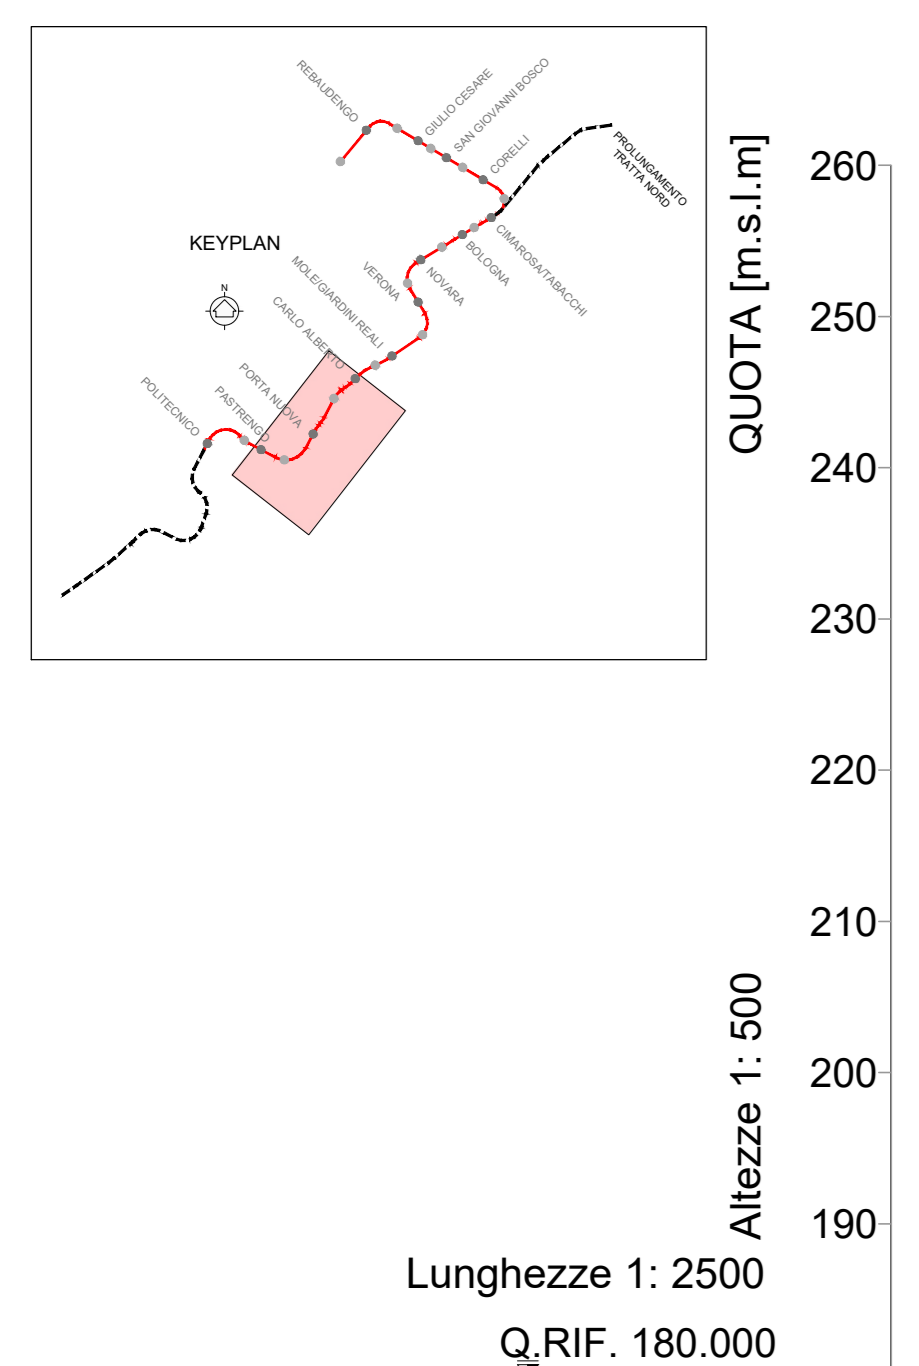 REBAUDENGO
GIULIO CESARE
SAN GIOVANNI BOSCO
CORELLI
PROLUNGAMENTO
TRATTA NORD
KEYPLAN
N
CIMAROSA/TABACCHI
BOLOGNA
NOVARA
VERONA
MOLE/GIARDINI REALI
CARLO ALBERTO
PORTA NUOVA
PASTRENGO
POLITECNICO
QUOTA [m.s.l.m]
260
250
240
230
220
210
200
190
Altezze 1: 500
Lunghezze 1: 2500
Q.RIF. 180.000